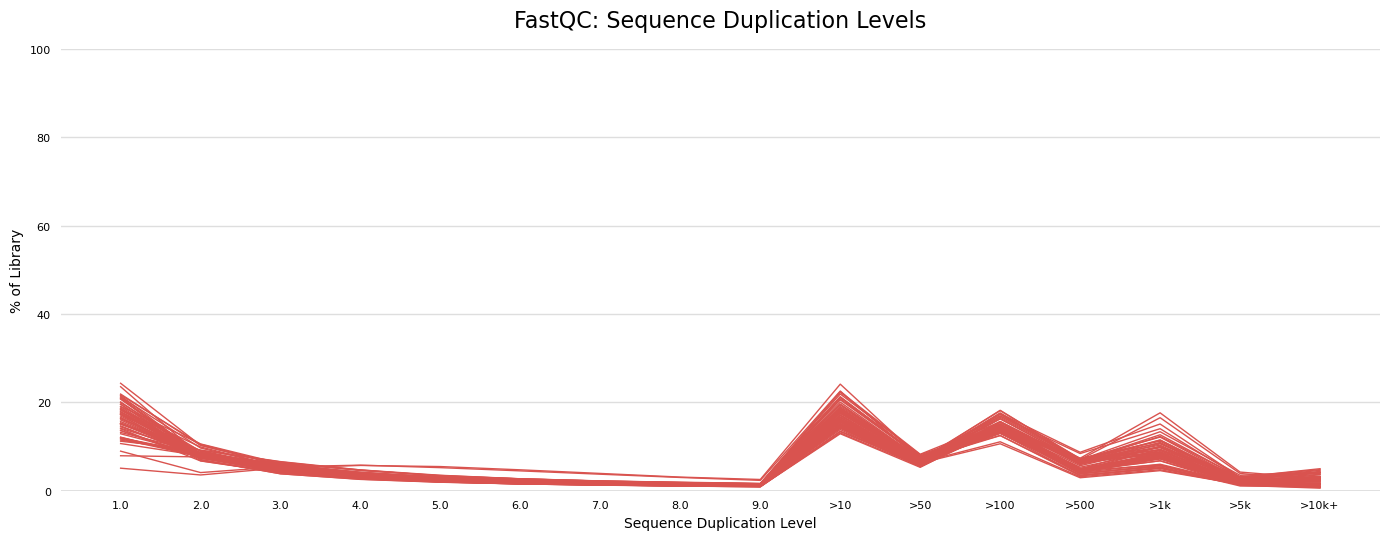 FastQC: Sequence Duplication Levels
% of Library
100
80
60
40
20
0
1.0 2.0 3.0 4.0 5.0 6.0 7.0 8.0 9.0 >10 >50 >100 >500 >1k >5k >10k+
Sequence Duplication Level